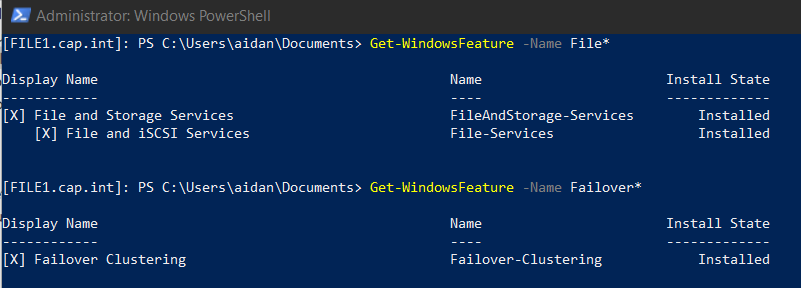 Administrator: Windows PowerShell
[FILE1.cap.int]: PS C:\Users\aidan\Documents> Get-WindowsFeature -Name File*
Display Name Name Install State
------------ ---- -------------
[X] File and Storage Services FileAndStorage-Services Installed
[X] File and iSCSI Services File-Services Installed
[FILE1.cap.int]: PS C:\Users\aidan\Documents> Get-WindowsFeature -Name Failover*
Display Name Name Install State
------------ ---- -------------
[X] Failover Clustering Failover-Clustering Installed